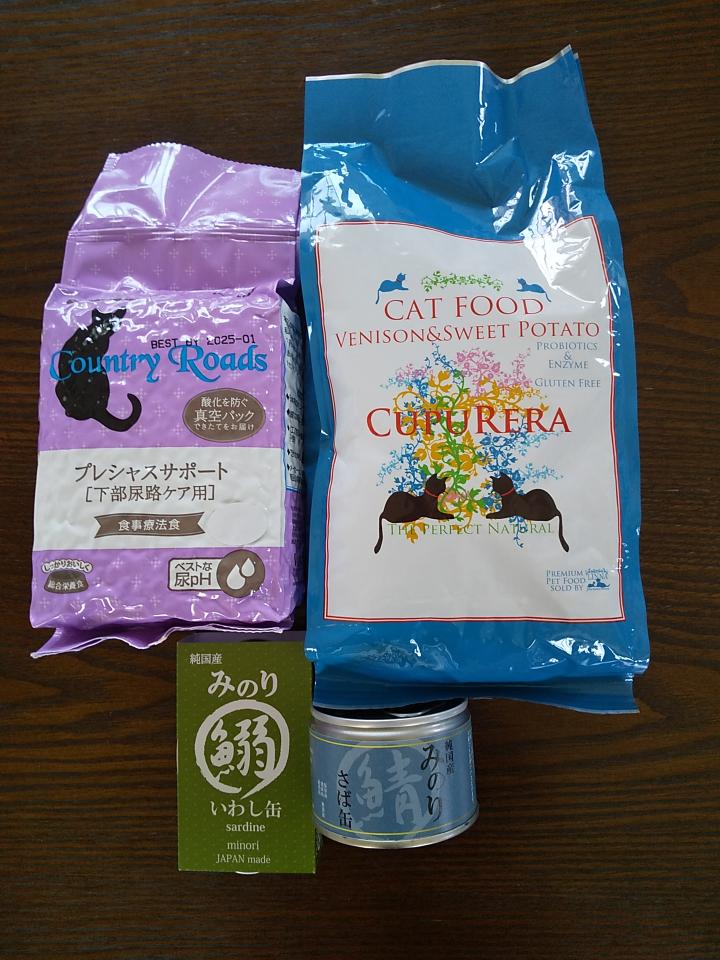 BEST BY 2025-01
Country Roads
酸化を防ぐ
真空パック
できたてをお届け
プレシャスサポート
[下部尿路ケア用]
食事療法食
しっかりおいしく
総合栄養食
ベストな
尿pH
CAT FOOD
VENISON&SWEET POTATO
PROBIOTICS
&
ENZYME
GLUTEN FREE
CUPURERA
THE PERFECT NATURAL
PREMIUM
PET FOOD
SOLD BY
純国産
みのり
鰯
いわし缶
sardine
minori
JAPAN made
純国産
みのり
鯖
さば缶